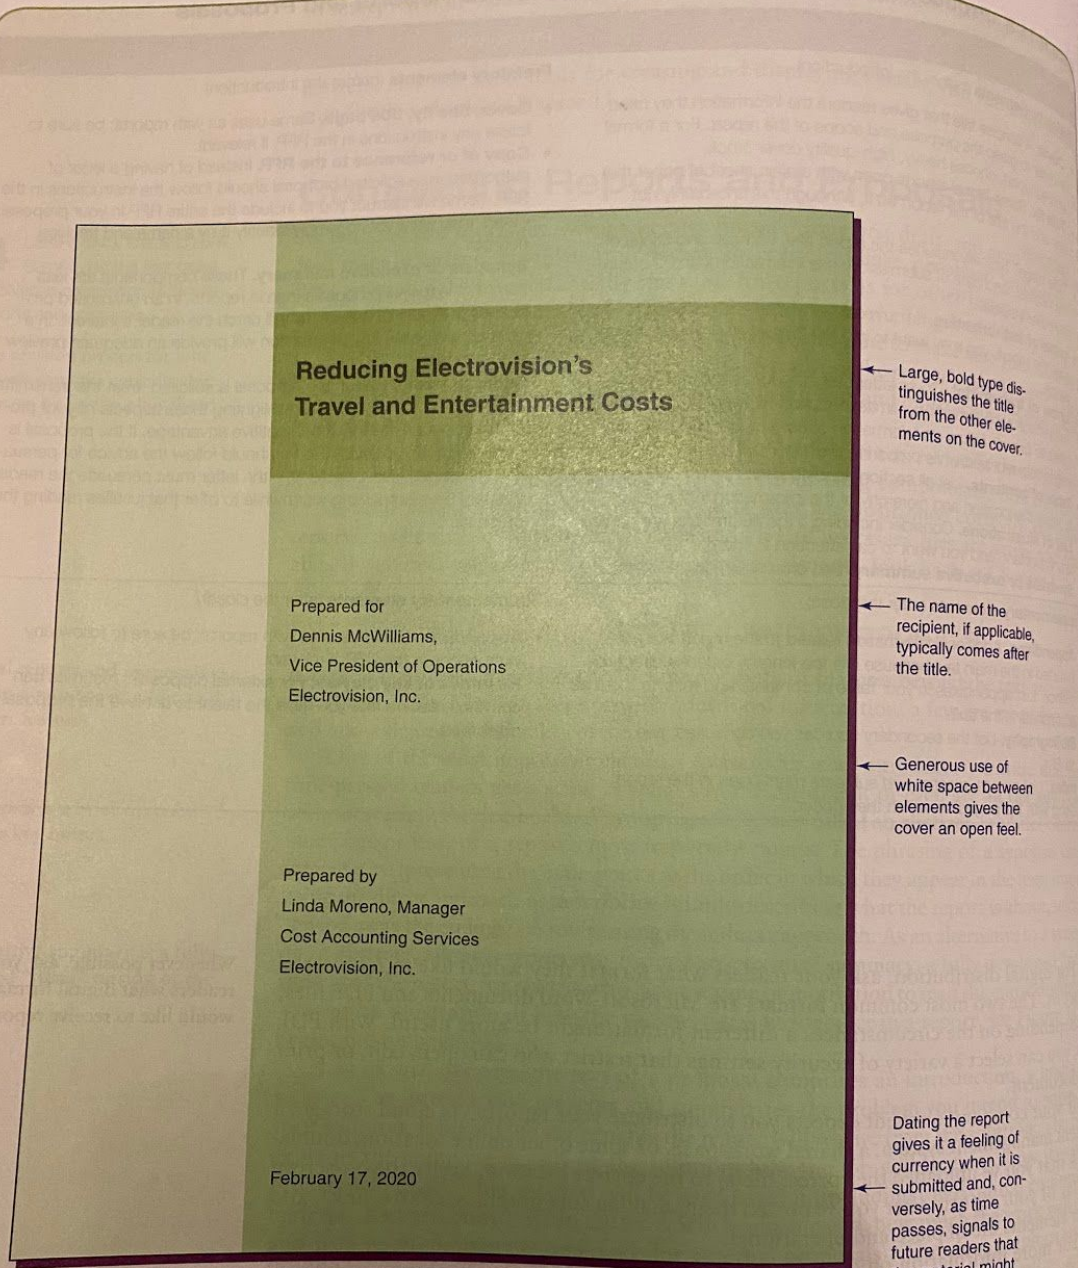 Reducing Electrovision's
Travel and Entertainment Costs
Large, bold type dis-
tinguishes the title
from the other ele-
ments on the cover.
Prepared for
Dennis McWilliams,
Vice President of Operations
Electrovision, Inc.
The name of the
recipient, if applicable,
typically comes after
the title.
Generous use of
white space between
elements gives the
cover an open feel.
Prepared by
Linda Moreno, Manager
Cost Accounting Services
Electrovision, Inc.
February 17, 2020
Dating the report
gives it a feeling of
currency when it is
submitted and, con-
versely, as time
passes, signals to
future readers that
might